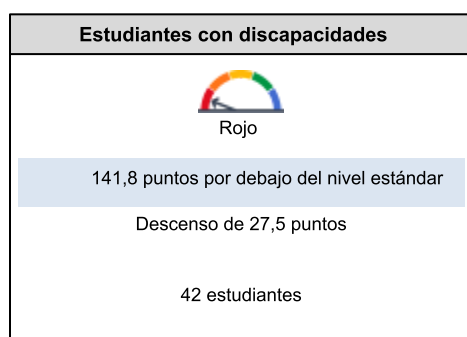 Estudiantes con discapacidades
Rojo
141,8 puntos por debajo del nivel estándar
Descenso de 27,5 puntos
42 estudiantes